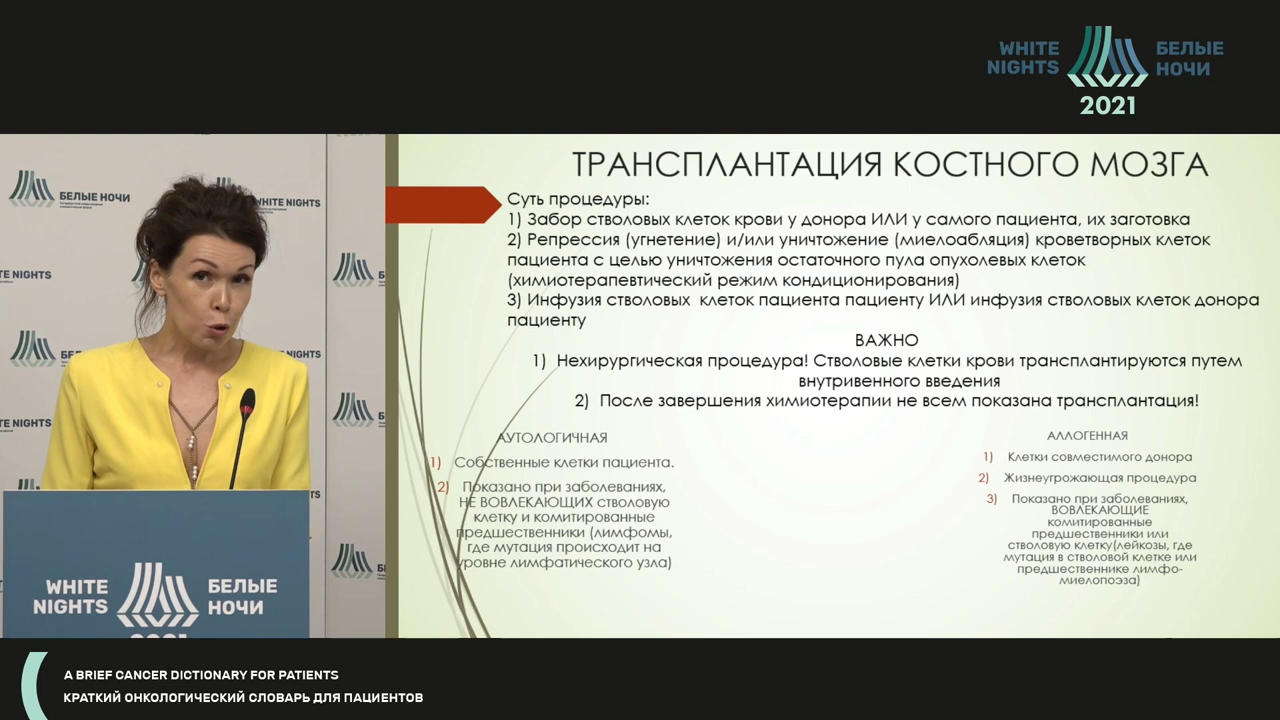 WHITE NIGHTS
БЕЛЫЕ НОЧИ
2021
БЕЛЫЕ НОЧИ
WHITE NIGHTS
WHITE NIGHTS
ТРАНСПЛАНТАЦИЯ КОСТНОГО МОЗГА
Суть процедуры:
1) Забор стволовых клеток крови у донора ИЛИ у самого пациента, их заготовка
2) Репрессия (угнетение) и/или уничтожение (миелоабляция) кроветворных клеток
пациента с целью уничтожения остаточного пула опухолевых клеток
(химиотерапевтический режим кондиционирования)
3) Инфузия стволовых клеток пациента пациенту ИЛИ инфузия стволовых клеток донора
пациенту
ВАЖНО
1) Нехирургическая процедура! Стволовые клетки крови трансплантируются путем
внутривенного введения
2) После завершения химиотерапии не всем показана трансплантация!
АУТОЛОГИЧНАЯ
1) Собственные клетки пациента.
2) Показано при заболеваниях,
НЕ ВОВЛЕКАЮЩИХ стволовую
клетку и комитированные
предшественники (лимфомы,
где мутация происходит на
уровне лимфатического узла)
АЛЛОГЕННАЯ
1) Клетки совместимого донора
2) Жизнеугрожающая процедура
3) Показано при заболеваниях,
ВОВЛЕКАЮЩИЕ
комитированные
предшественники или
стволовую клетку(лейкозы, где
мутация в стволовой клетке или
предшественнике лимфо-
миелопоэза)
WHITE NIGHTS
БЕЛЫЕ НОЧИ
A BRIEF CANCER DICTIONARY FOR PATIENTS
КРАТКИЙ ОНКОЛОГИЧЕСКИЙ СЛОВАРЬ ДЛЯ ПАЦИЕНТОВ